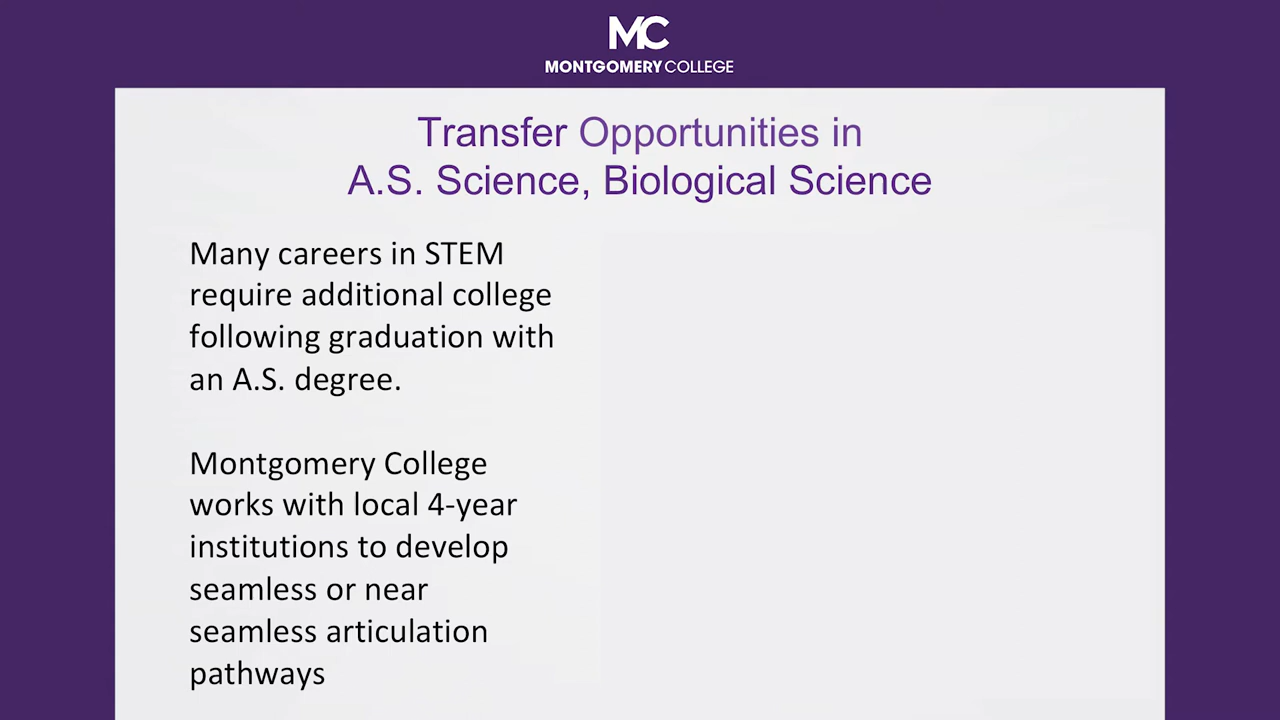 MC
MONTGOMERY COLLEGE
Transfer Opportunities in
A.S. Science, Biological Science
Many careers in STEM
require additional college
following graduation with
an A.S. degree.
Montgomery College
works with local 4-year
institutions to develop
seamless or near
seamless articulation
pathways